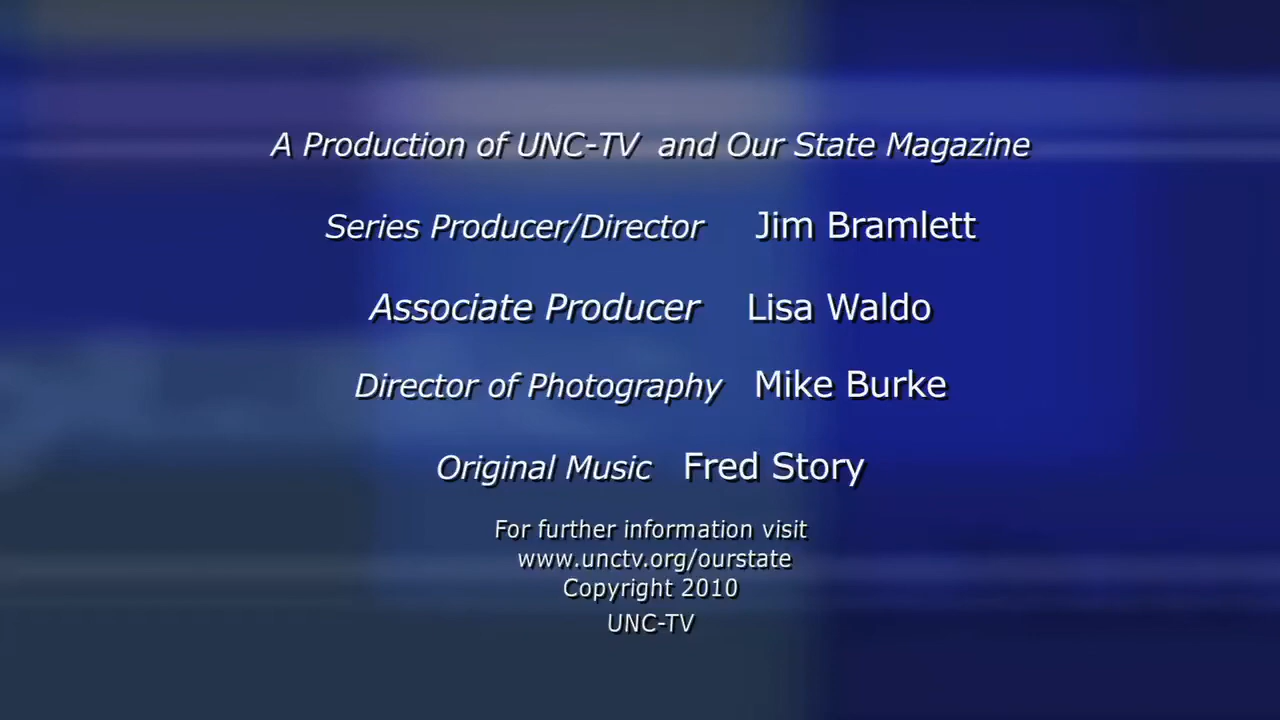 A Production of UNC-TV and Our State Magazine
Series Producer/Director Jim Bramlett
Associate Producer Lisa Waldo
Director of Photography Mike Burke
Original Music Fred Story
For further information visit
www.unctv.org/ourstate
Copyright 2010
UNC-TV